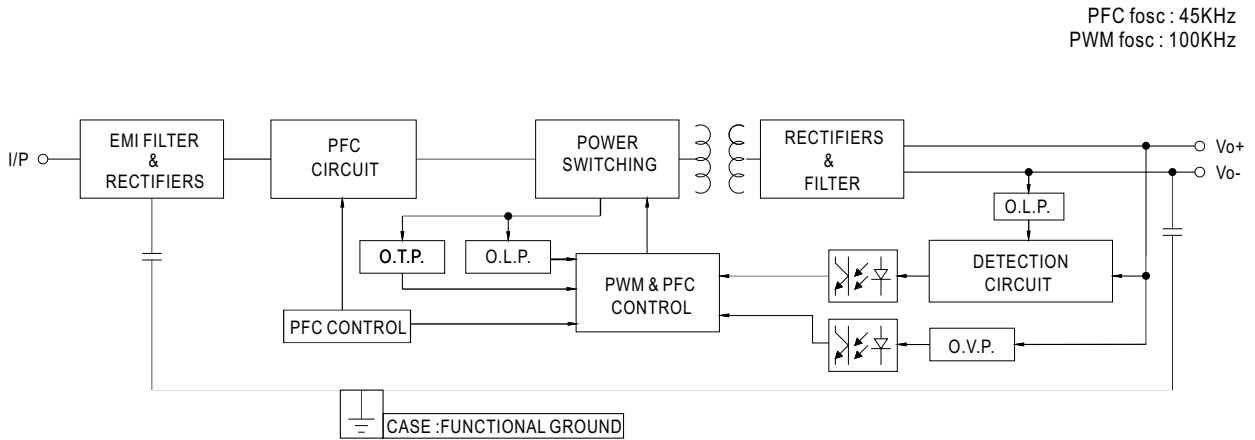 PFC fosc : 45KHz
PWM fosc : 100KHz
I/P
EMI FILTER
&
RECTIFIERS
PFC
CIRCUIT
POWER
SWITCHING
RECTIFIERS
&
FILTER
Vo+
Vo-
O.L.P.
O.T.P.
O.L.P.
PWM & PFC
CONTROL
DETECTION
CIRCUIT
PFC CONTROL
O.V.P.
CASE :FUNCTIONAL GROUND